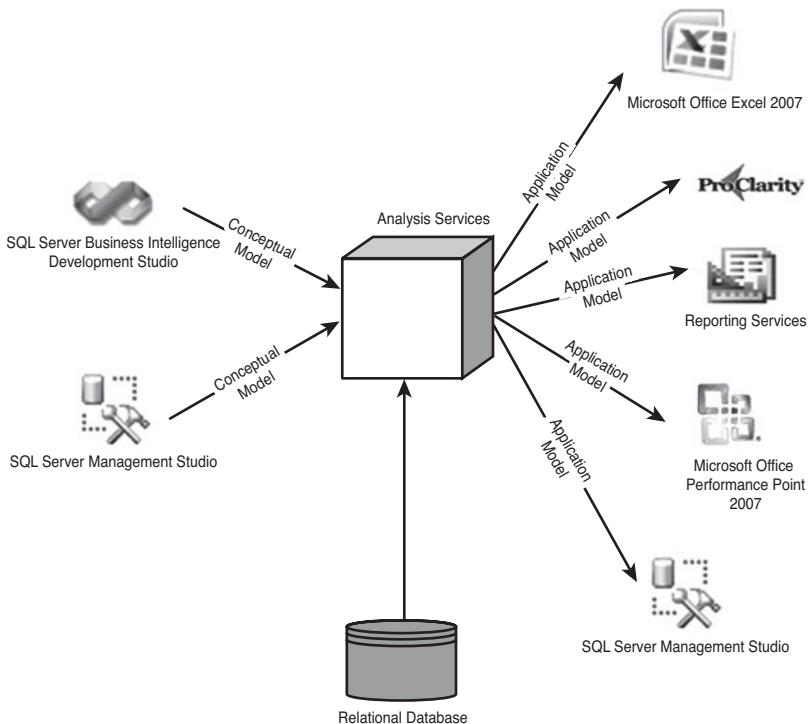 Microsoft Office Excel 2007
Application
Model
ProClarity
Analysis Services
Conceptual
Model
SQL Server Business Intelligence
Development Studio
Application
Model
Application
Model
Reporting Services
Conceptual
Model
Application
Model
SQL Server Management Studio
Application
Model
Microsoft Office
Performance Point
2007
SQL Server Management Studio
Relational Database